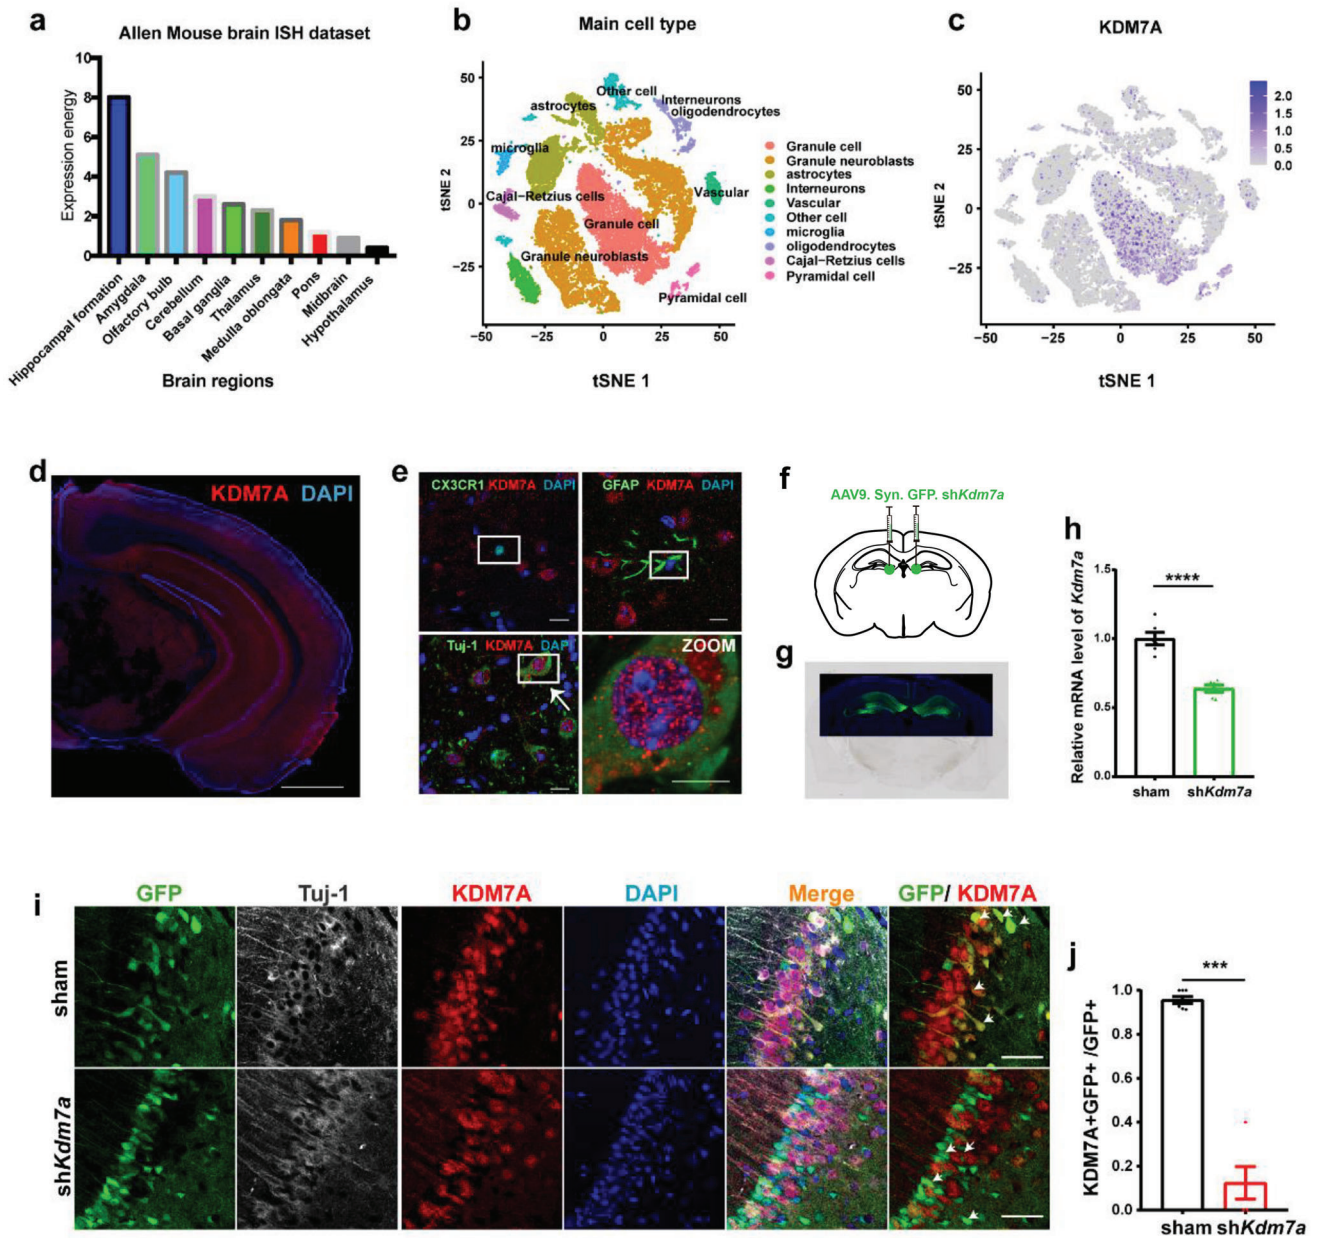 a
Allen Mouse brain ISH dataset
Expression energy
10
8
6
4
2
0
Hippocampal formation
Amygdala
Olfactory bulb
Cerebellum
Basal ganglia
Thalamus
Medulla oblongata
Pons
Midbrain
Hypothalamus
Brain regions
b
Main cell type
tSNE 2
50
25
0
−25
Other cell
astrocytes
Interneurons
oligodendrocytes
microglia
Vascular
Cajal−Retzius cells
Granule cell
Granule neuroblasts
Pyramidal cell
−50
−25
0
25
50
tSNE 1
Granule cell
Granule neuroblasts
astrocytes
Interneurons
Vascular
Other cell
microglia
oligodendrocytes
Cajal−Retzius cells
Pyramidal cell
c
KDM7A
tSNE 2
50
25
0
−25
−50
−25
0
25
50
tSNE 1
2.0
1.5
1.0
0.5
0.0
d
KDM7A DAPI
e
CX3CR1 KDM7A DAPI
GFAP KDM7A DAPI
Tuj-1 KDM7A DAPI
ZOOM
f
AAV9. Syn. GFP. shKdm7a
g
h
Relative mRNA level of Kdm7a
1.5
1.0
0.5
0.0
****
sham shKdm7a
i
GFP Tuj-1 KDM7A DAPI Merge GFP/ KDM7A
sham
shKdm7a
j
KDM7A+GFP+ /GFP+
1.0
0.8
0.6
0.4
0.2
0.0
***
sham shKdm7a